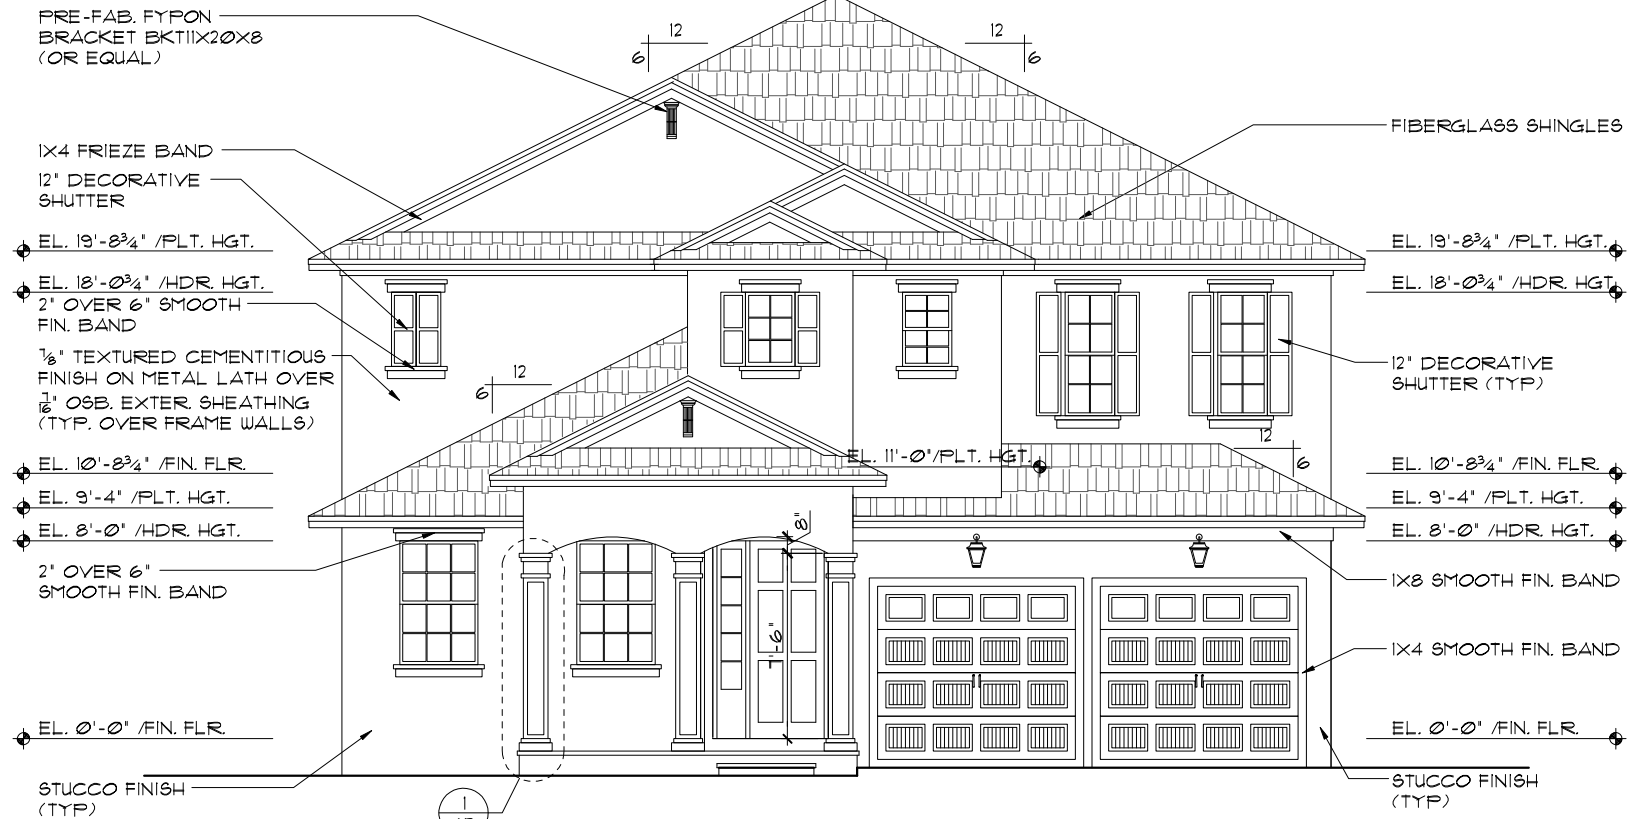 PRE-FAB. FYPON
BRACKET BKT11X20X8
(OR EQUAL)
12
6
12
6
FIBERGLASS SHINGLES
1X4 FRIEZE BAND
12" DECORATIVE
SHUTTER
EL. 19'-8¾" /PLT. HGT.
EL. 19'-8¾" /PLT. HGT.
EL. 18'-0¾" /HDR. HGT.
EL. 18'-0¾" /HDR. HGT.
2" OVER 6" SMOOTH
FIN. BAND
⅞" TEXTURED CEMENTITIOUS
FINISH ON METAL LATH OVER
7/16" OSB. EXTER. SHEATHING
(TYP. OVER FRAME WALLS)
12
6
12" DECORATIVE
SHUTTER (TYP)
12
6
EL. 11'-0"/PLT. HGT.
EL. 10'-8¾" /FIN. FLR.
EL. 10'-8¾" /FIN. FLR.
EL. 9'-4" /PLT. HGT.
EL. 9'-4" /PLT. HGT.
EL. 8'-0" /HDR. HGT.
EL. 8'-0" /HDR. HGT.
8"
2" OVER 6"
SMOOTH FIN. BAND
1X8 SMOOTH FIN. BAND
1X4 SMOOTH FIN. BAND
EL. 0'-0" /FIN. FLR.
EL. 0'-0" /FIN. FLR.
STUCCO FINISH
(TYP)
STUCCO FINISH
(TYP)
1